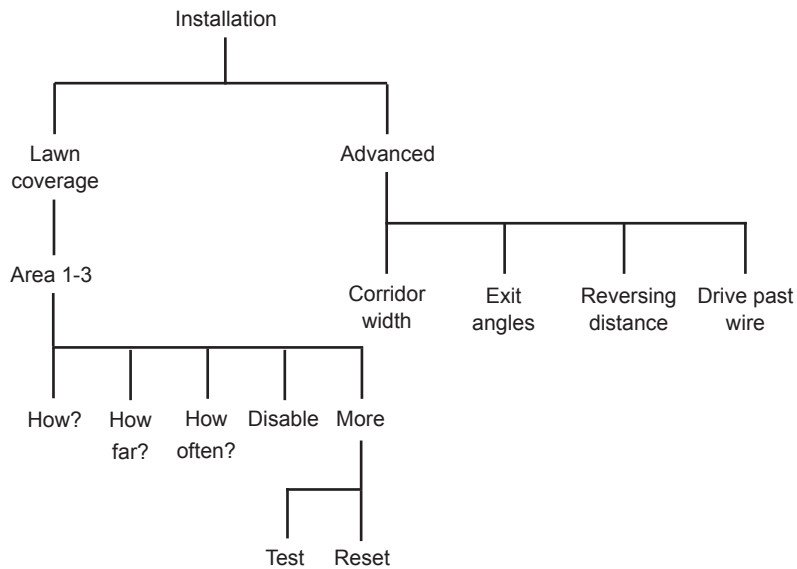 Installation
Lawn
coverage
Advanced
Area 1-3
Corridor
width
Exit
angles
Reversing
distance
Drive past
wire
How?
How
far?
How
often?
Disable
More
Test
Reset